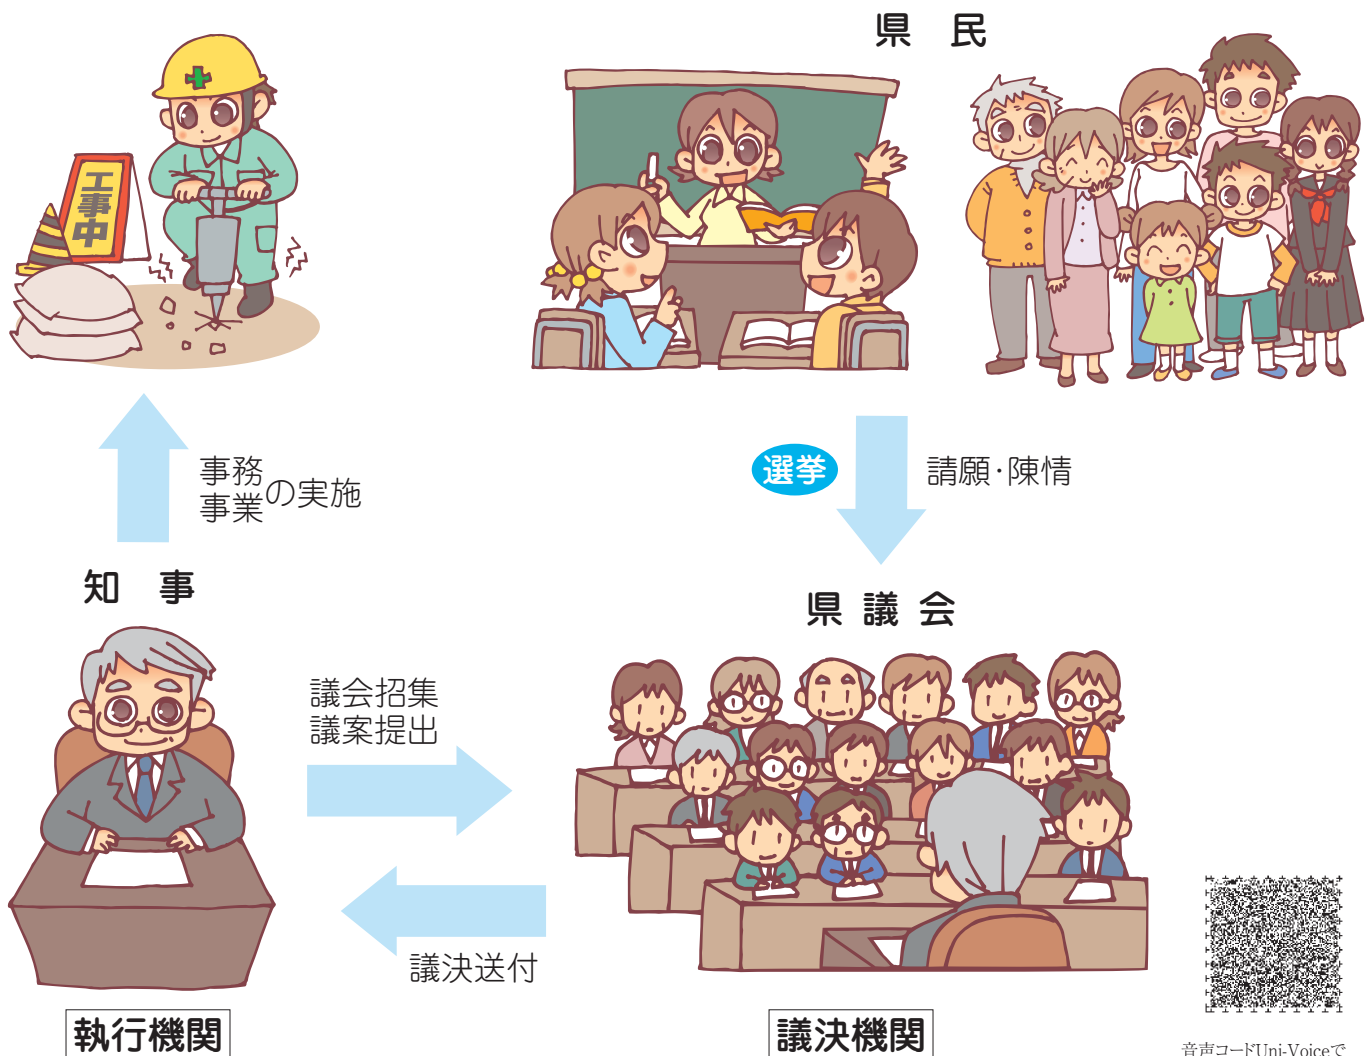 県民
工事中
事務
事業
の実施
選挙
請願・陳情
知事
県議会
議会招集
議案提出
議決送付
執行機関
議決機関
音声コードUni-Voiceで